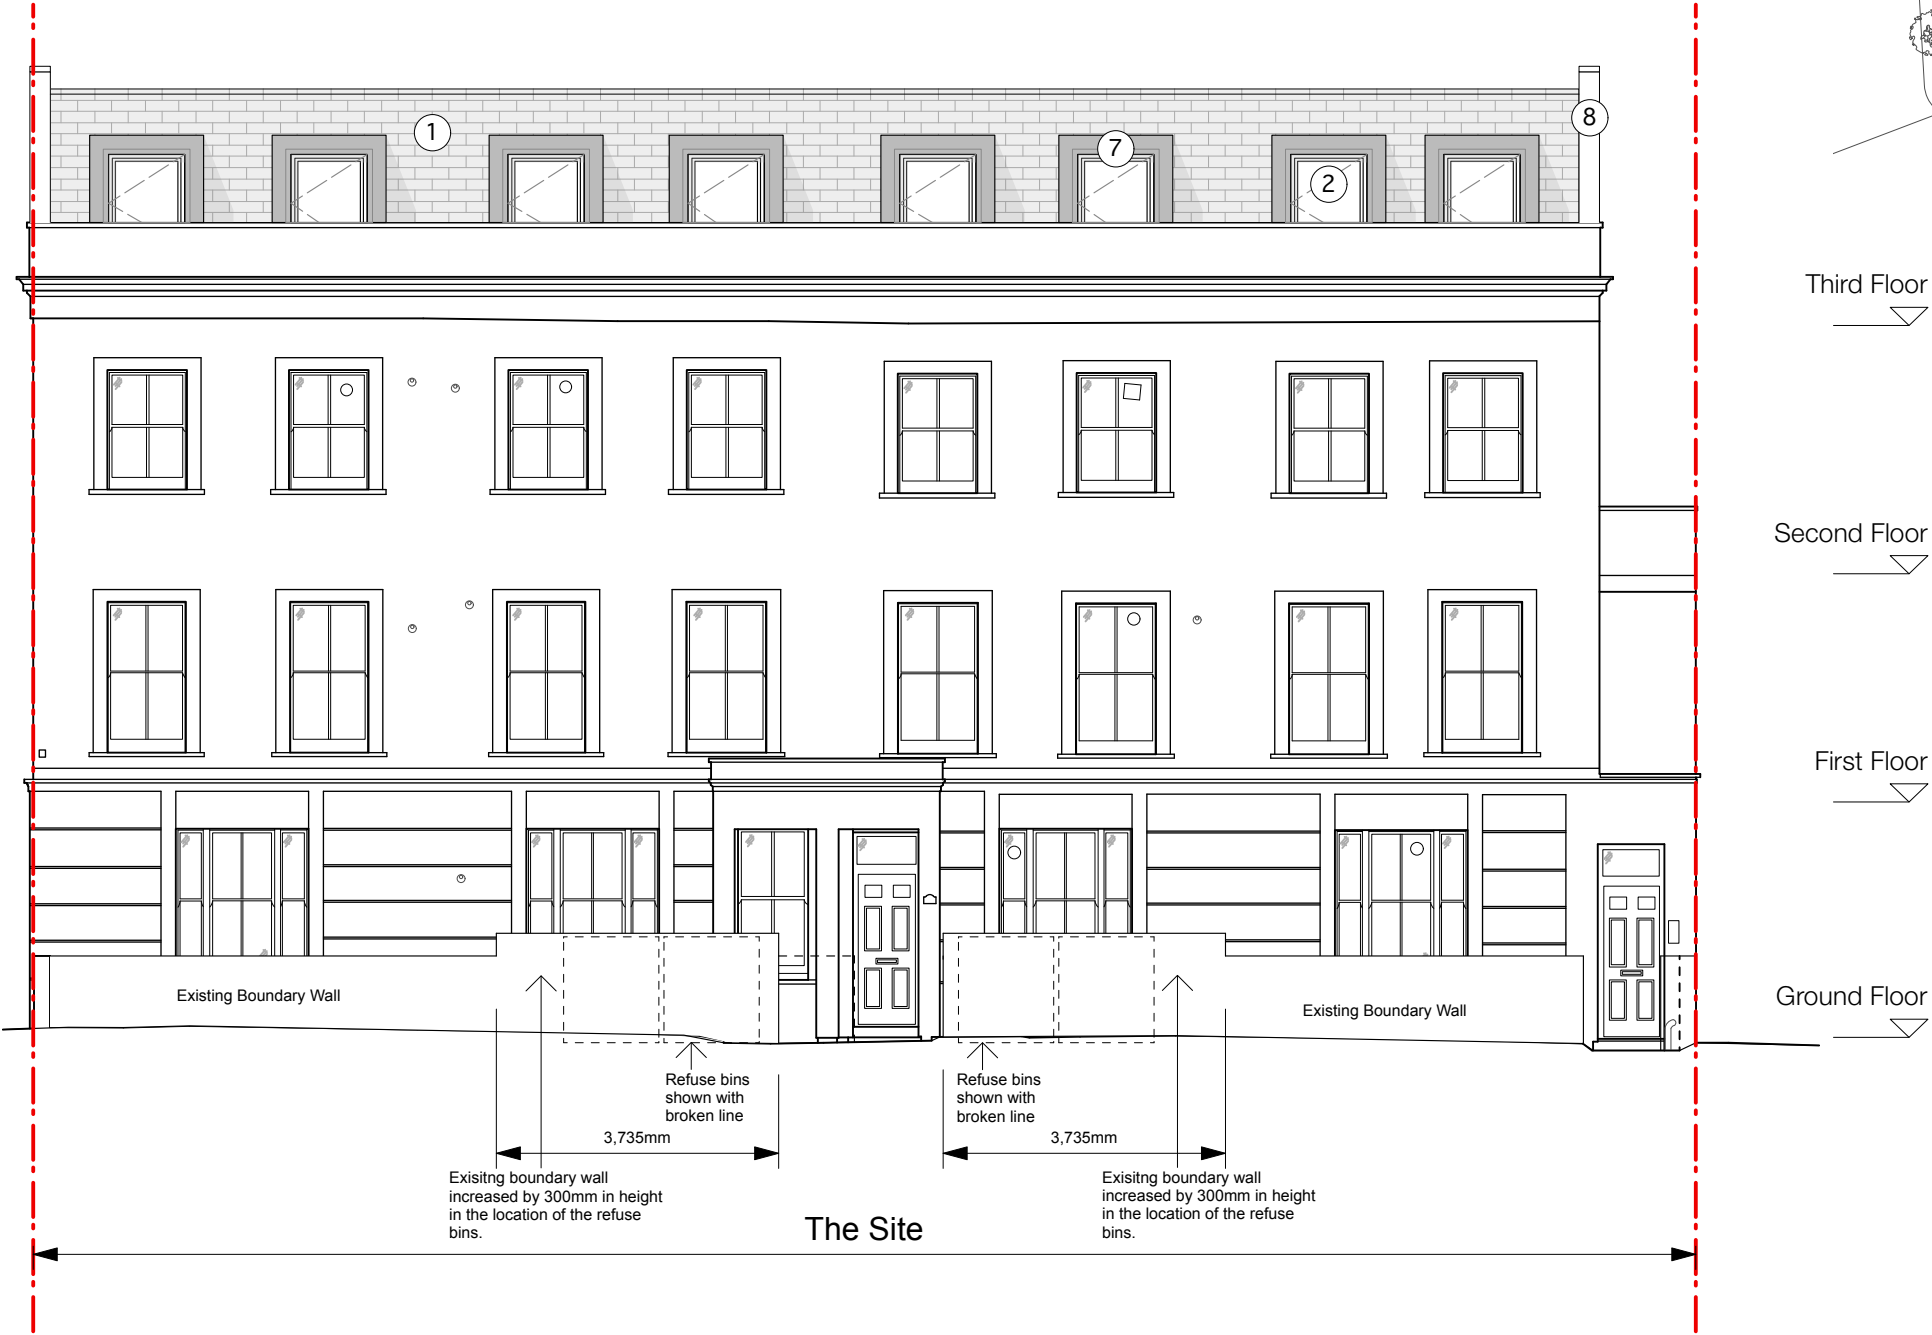 1
8
7
2
Third Floor
Second Floor
First Floor
Existing Boundary Wall
Existing Boundary Wall
Ground Floor
Refuse bins
shown with
broken line
Refuse bins
shown with
broken line
3,735mm
3,735mm
Exisitng boundary wall
increased by 300mm in height
in the location of the refuse
bins.
Exisitng boundary wall
increased by 300mm in height
in the location of the refuse
bins.
The Site